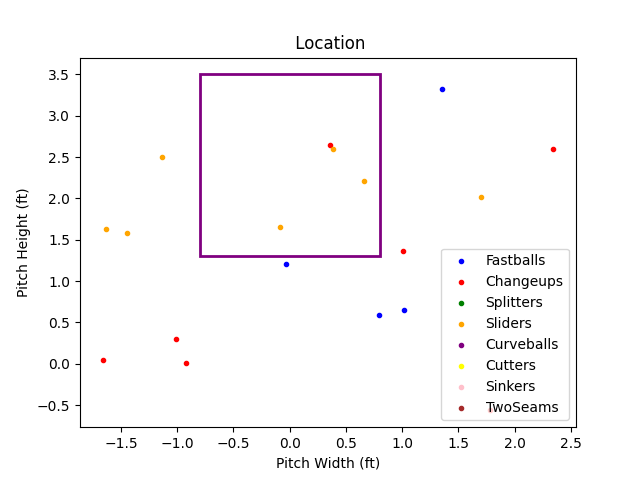 Location
Pitch Height (ft)
3.5
3.0
2.5
2.0
1.5
1.0
0.5
0.0
−0.5
Fastballs
Changeups
Splitters
Sliders
Curveballs
Cutters
Sinkers
TwoSeams
−1.5 −1.0 −0.5 0.0 0.5 1.0 1.5 2.0 2.5
Pitch Width (ft)